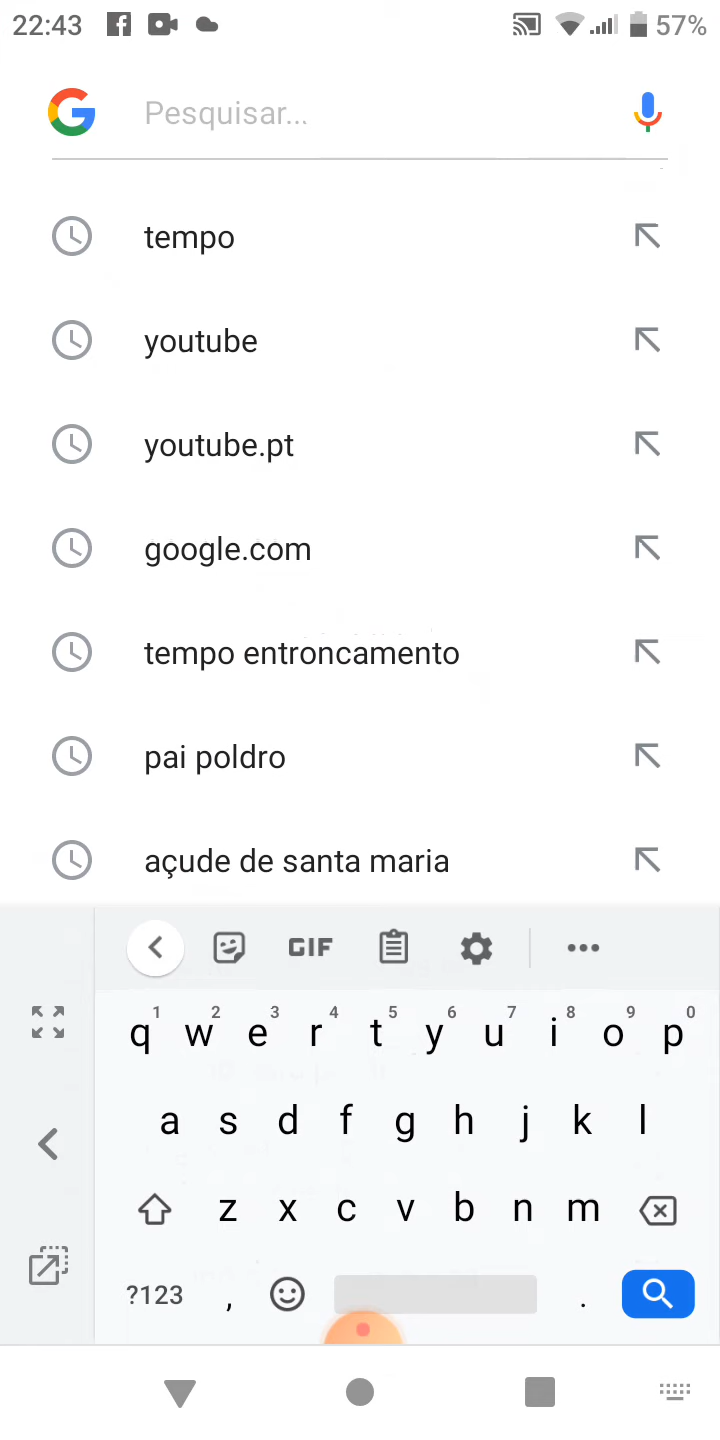 22:43 57%
Pesquisar...
tempo
youtube
youtube.pt
google.com
tempo entroncamento
pai poldro
açude de santa maria
GIF
1 2 3 4 5 6 7 8 9 0
q w e r t y u i o p
a s d f g h j k l
z x c v b n m
?123 , .